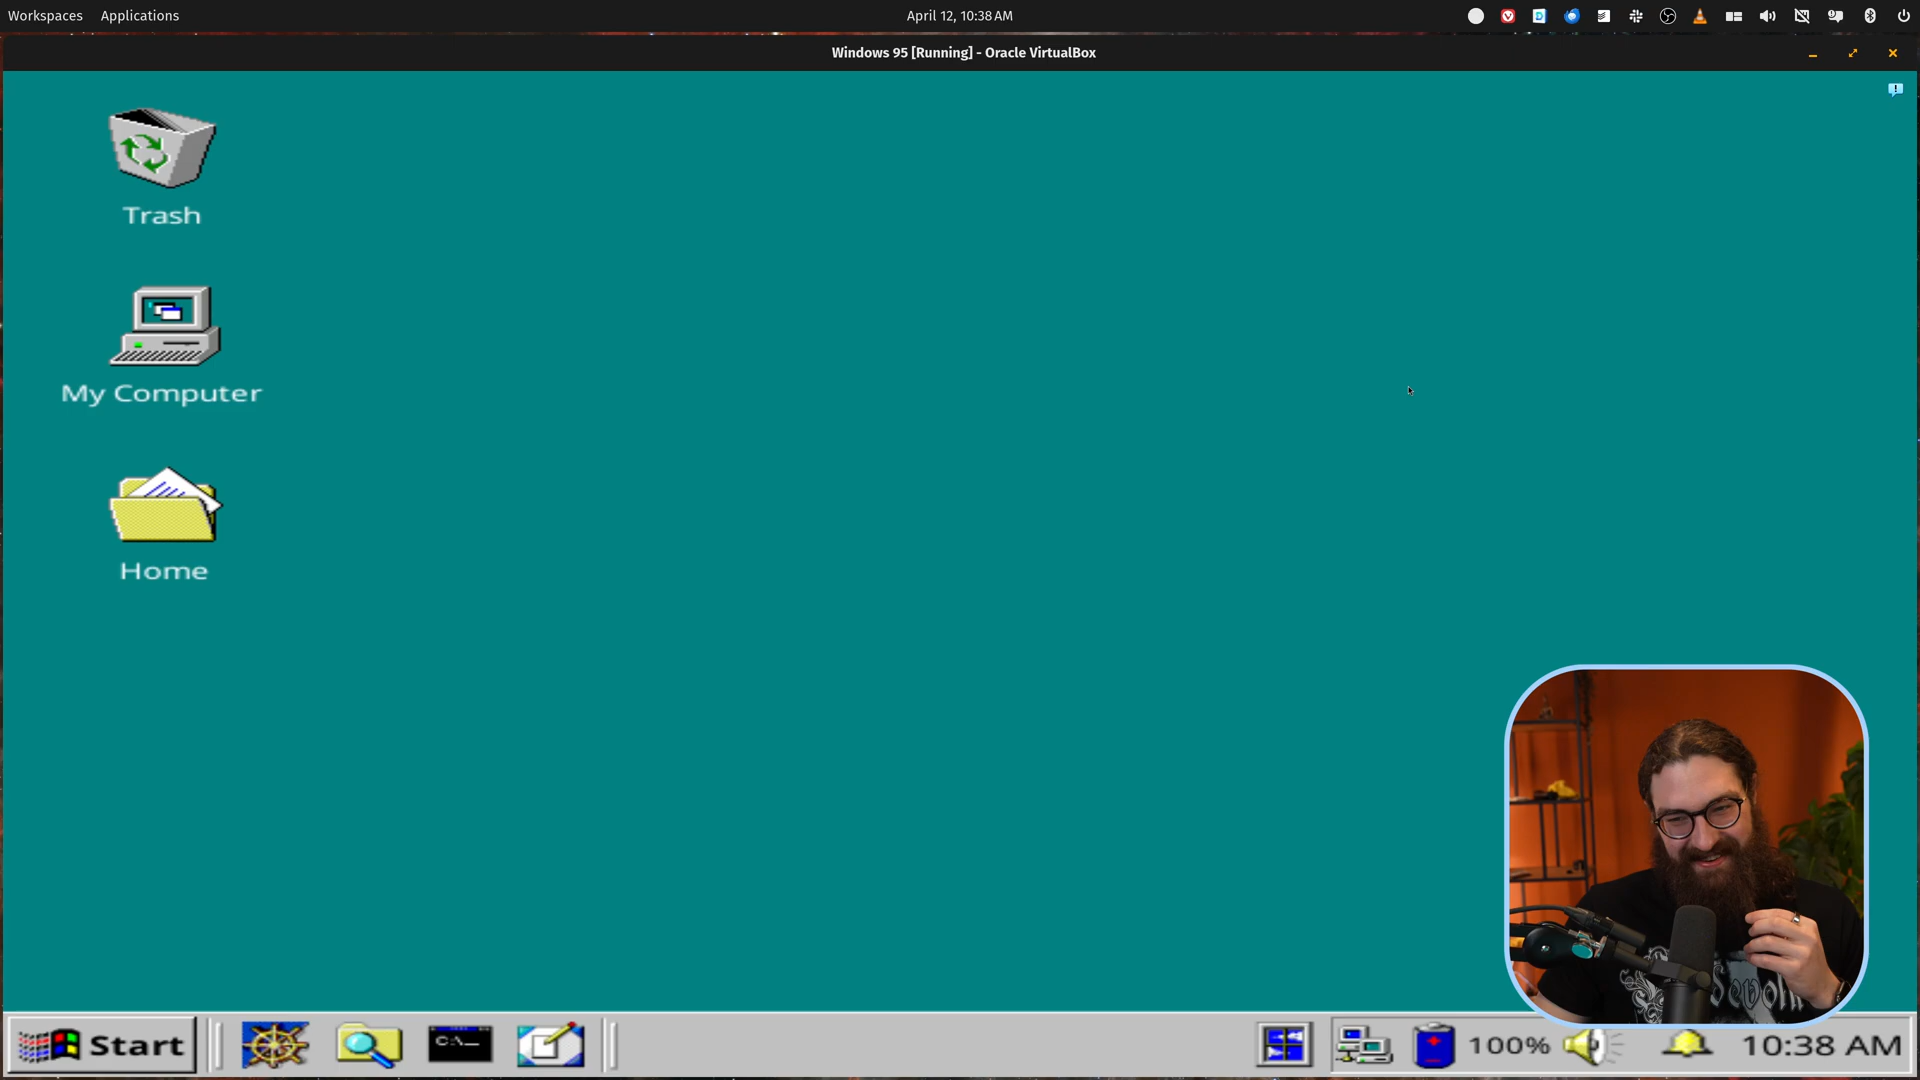 Workspaces Applications April 12, 10:38 AM
Windows 95 [Running] - Oracle VirtualBox
Trash
My Computer
Home
Start C:\_ 100% 10:38 AM